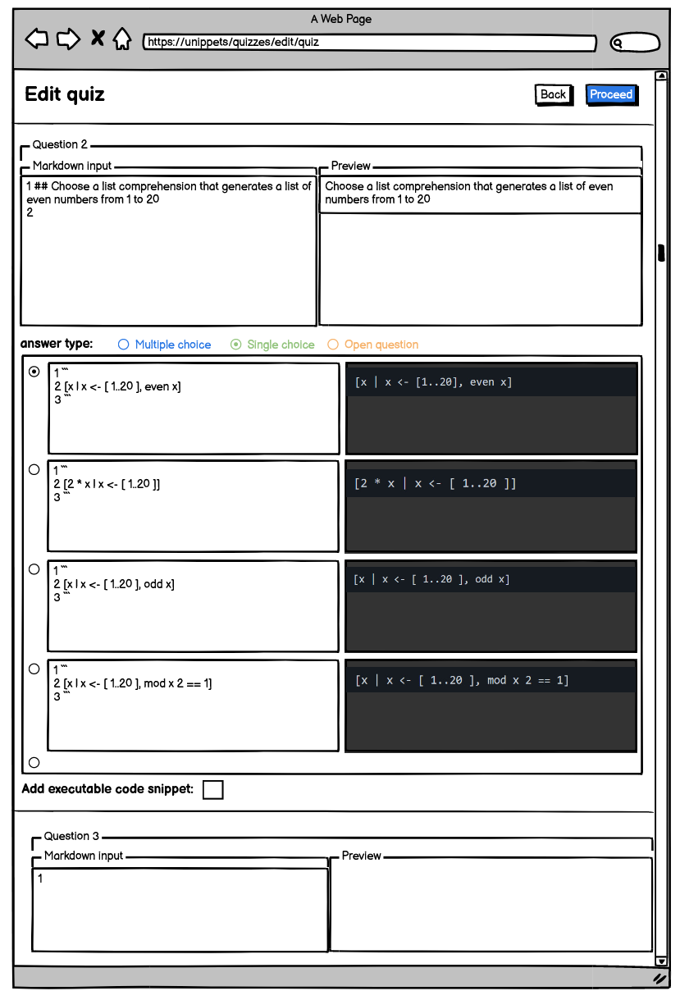 A Web Page
https://unippets/quizzes/edit/quiz
Edit quiz
Back
Proceed
Question 2
Markdown input
Preview
1 ## Choose a list comprehension that generates a list of
even numbers from 1 to 20
2
Choose a list comprehension that generates a list of even
numbers from 1 to 20
answer type:
Multiple choice
Single choice
Open question
1 ```
2 [x | x <- [ 1..20 ], even x]
3 ```
[x | x <- [1..20], even x]
1 ```
2 [2 * x | x <- [ 1..20 ]]
3 ```
[2 * x | x <- [ 1..20 ]]
1 ```
2 [x | x <- [ 1..20 ], odd x]
3 ```
[x | x <- [ 1..20 ], odd x]
1 ```
2 [x | x <- [ 1..20 ], mod x 2 == 1]
3 ```
[x | x <- [ 1..20 ], mod x 2 == 1]
Add executable code snippet:
Question 3
Markdown input
Preview
1